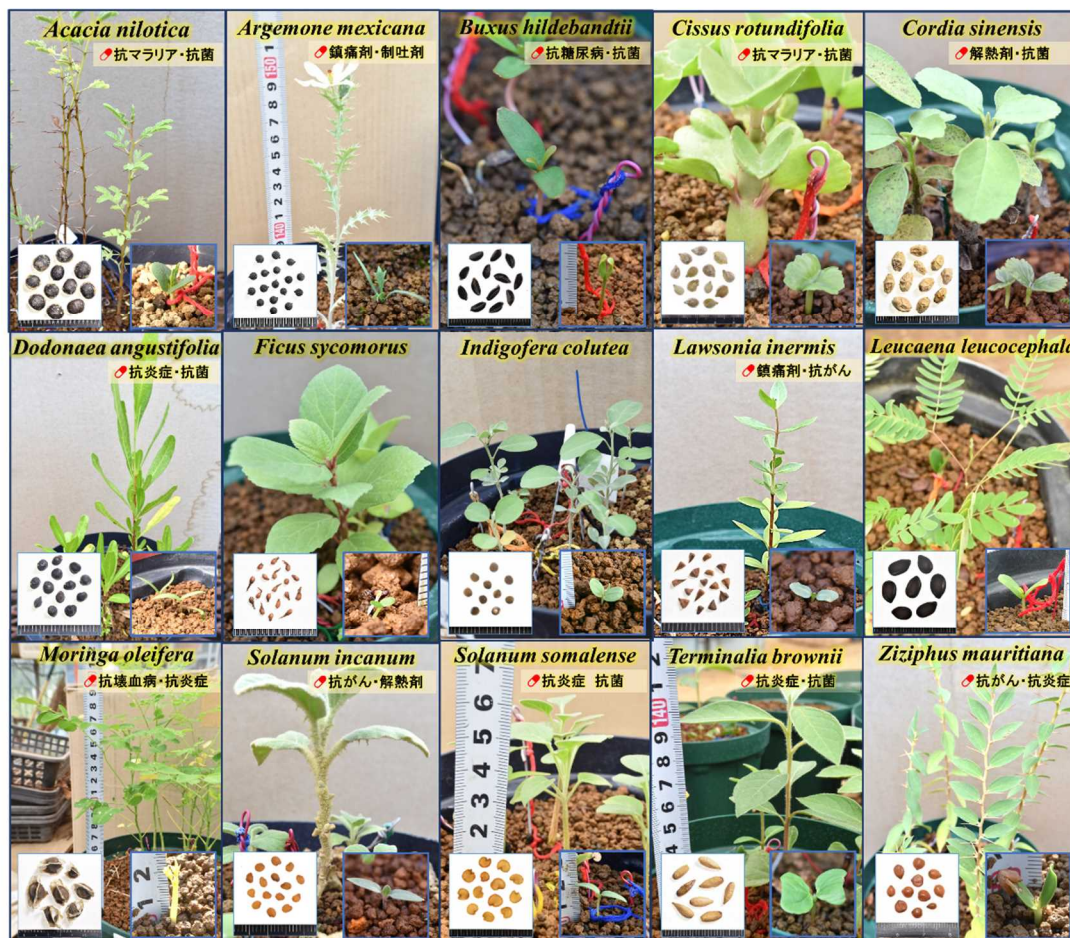 Acacia nilotica
抗マラリア・抗菌
Argemone mexicana
鎮痛剤・制吐剤
Buxus hildebandtii
抗糖尿病・抗菌
Cissus rotundifolia
抗マラリア・抗菌
Cordia sinensis
解熱剤・抗菌
Dodonaea angustifolia
抗炎症・抗菌
Ficus sycomorus
Indigofera colutea
Lawsonia inermis
鎮痛剤・抗がん
Leucaena leucocephala
Moringa oleifera
抗壊血病・抗炎症
Solanum incanum
抗がん・解熱剤
Solanum somalense
抗炎症 抗菌
Terminalia brownii
抗炎症・抗菌
Ziziphus mauritiana
抗がん・抗炎症